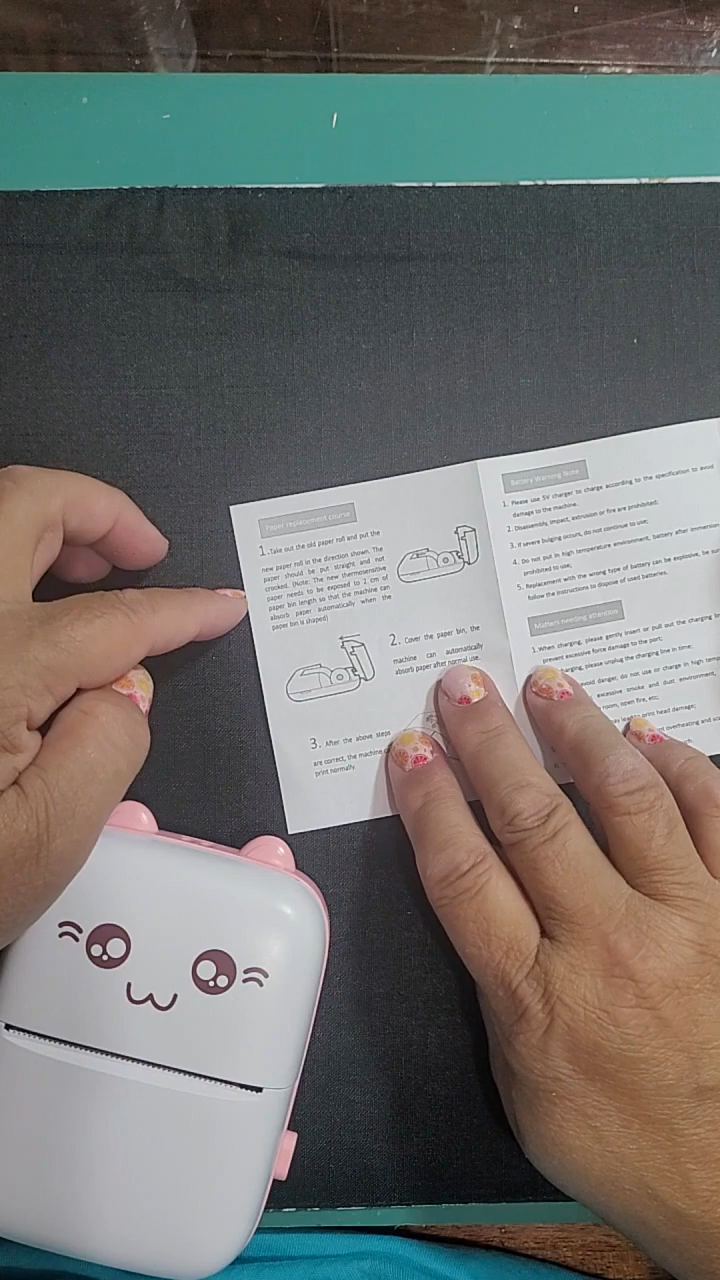 Paper replacement course
1. Take out the old paper roll and put the
new paper roll in the direction shown. The
paper should be put straight and not
crocked. (Note: The new thermosensitive
paper needs to be exposed to 2 cm of
paper bin length so that the machine can
absorb paper automatically when the
paper bin is shaped)
2. Cover the paper bin, the
machine can automatically
absorb paper after normal use.
3. After the above steps
are correct, the machine
print normally.
Battery Warning Note
1. Please use 5V charger to charge according to the specification to avoid
damage to the machine.
2. Disassembly, impact, extrusion or fire are prohibited;
3. If severe bulging occurs, do not continue to use;
4. Do not put in high temperature environment, battery after immersion
prohibited to use;
5. Replacement with the wrong type of battery can be explosive, be
follow the instructions to dispose of used batteries.
Matters needing attention
1. When charging, please gently insert or pull out the charging
prevent excessive force damage to the port;
charging, please unplug the charging line in time;
avoid danger, do not use or charge in high
excessive smoke and dust environment,
room, open fire, etc.
print head damage;
overheating and